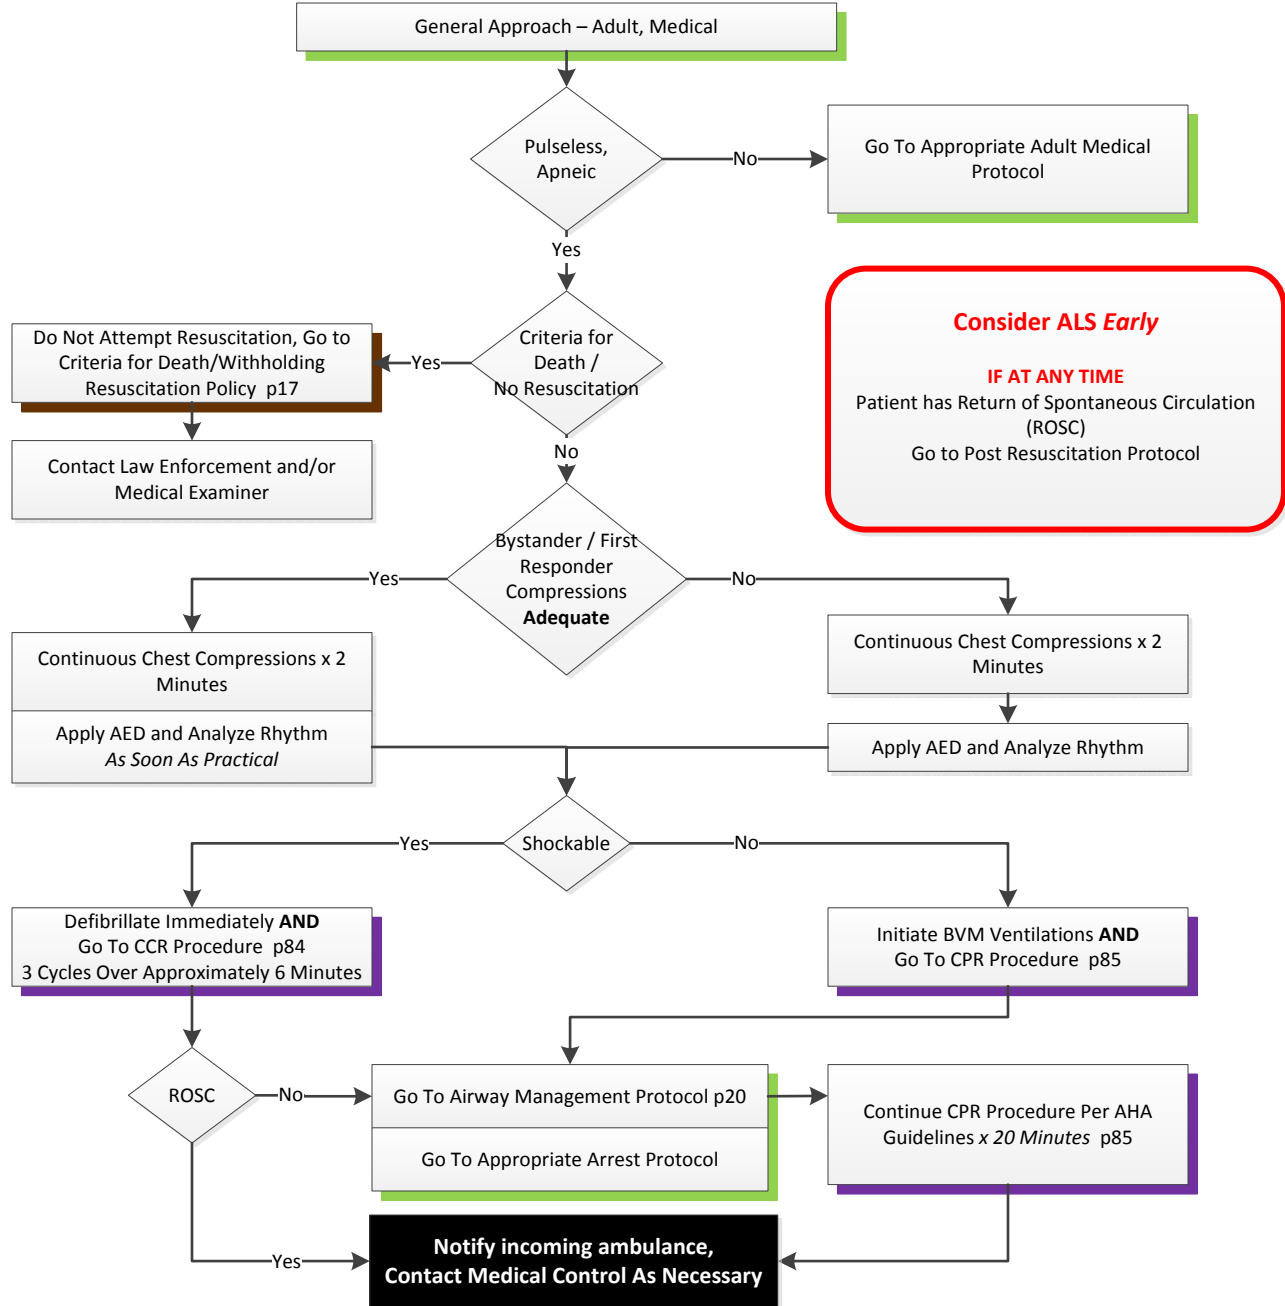 General Approach – Adult, Medical
Pulseless,
Apneic
No
Go To Appropriate Adult Medical
Protocol
Yes
Consider ALS Early
IF AT ANY TIME
Patient has Return of Spontaneous Circulation
(ROSC)
Go to Post Resuscitation Protocol
Do Not Attempt Resuscitation, Go to
Criteria for Death/Withholding
Resuscitation Policy p17
Yes
Criteria for
Death /
No Resuscitation
Contact Law Enforcement and/or
Medical Examiner
No
Bystander / First
Responder
Compressions
Adequate
Yes
No
Continuous Chest Compressions x 2
Minutes
Apply AED and Analyze Rhythm
As Soon As Practical
Continuous Chest Compressions x 2
Minutes
Apply AED and Analyze Rhythm
Shockable
Yes
No
Defibrillate Immediately AND
Go To CCR Procedure p84
3 Cycles Over Approximately 6 Minutes
Initiate BVM Ventilations AND
Go To CPR Procedure p85
ROSC
No
Go To Airway Management Protocol p20
Go To Appropriate Arrest Protocol
Continue CPR Procedure Per AHA
Guidelines x 20 Minutes p85
Yes
Notify incoming ambulance,
Contact Medical Control As Necessary